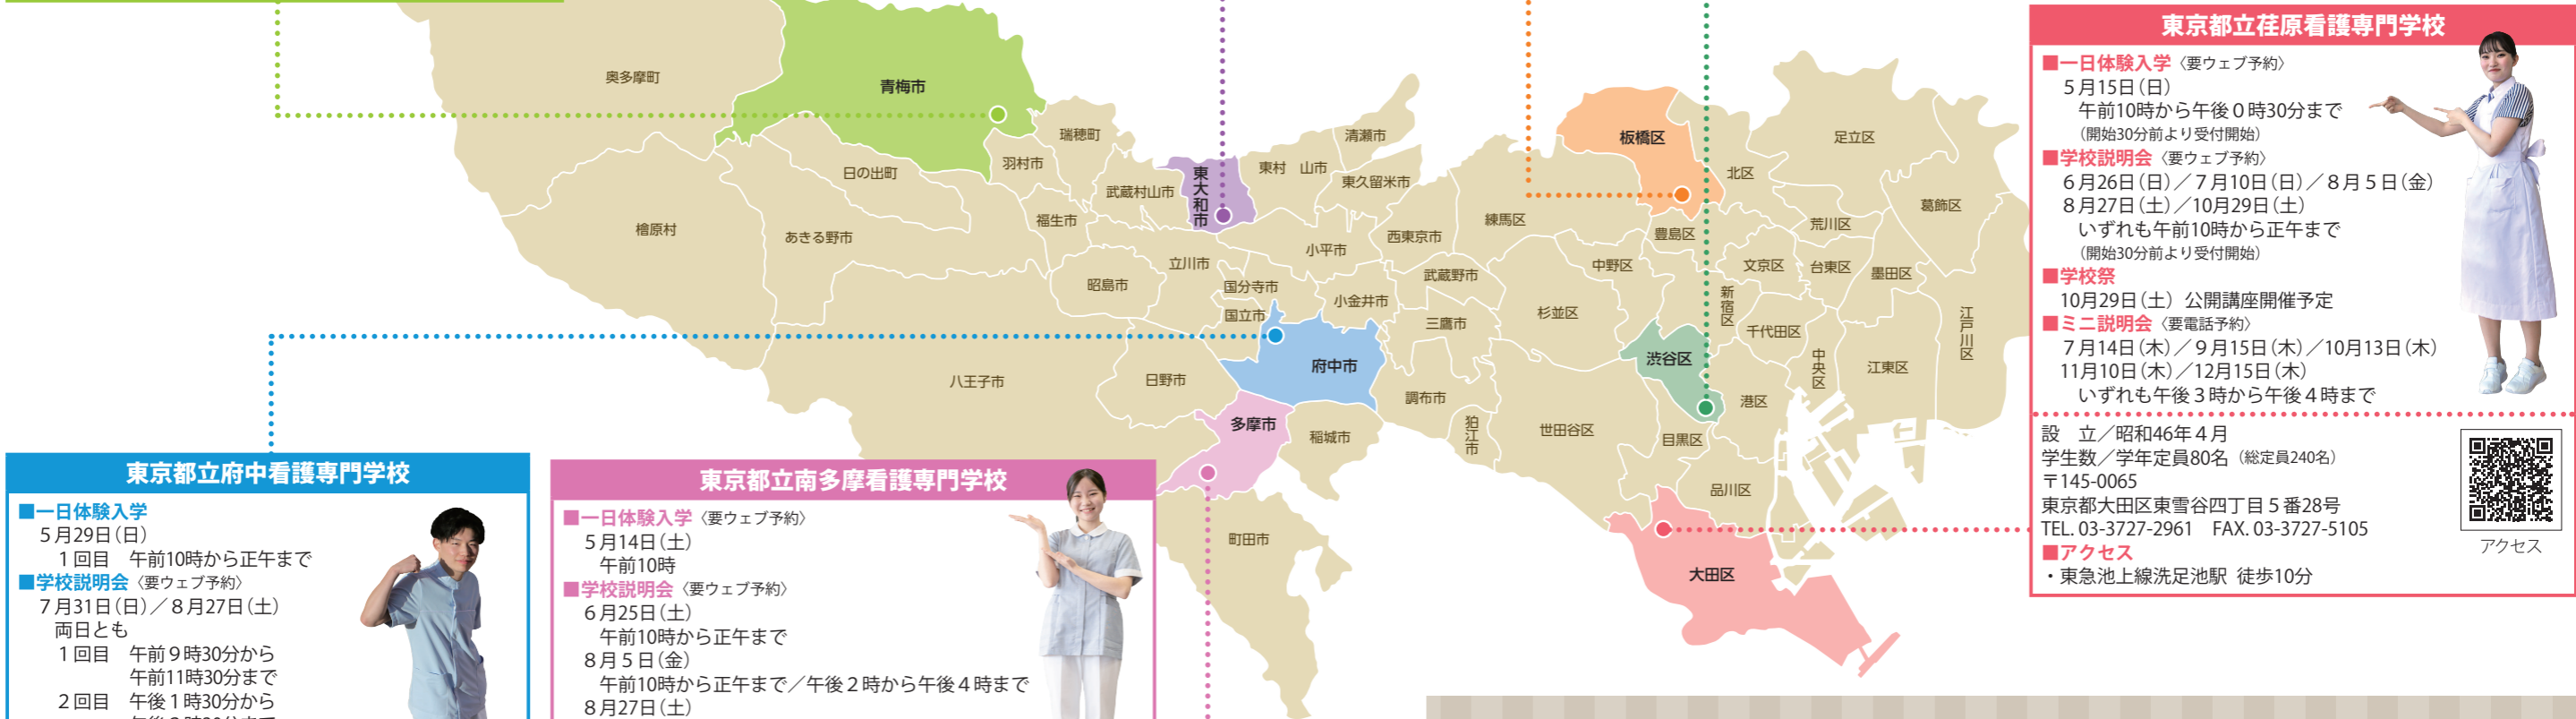 奥多摩町
青梅市
瑞穂町
羽村市
日の出町
武蔵村山市
東大和市
東村 山市
清瀬市
東久留米市
檜原村
あきる野市
福生市
立川市
昭島市
国分寺市
国立市
小平市
西東京市
小金井市
武蔵野市
三鷹市
練馬区
板橋区
北区
足立区
葛飾区
荒川区
豊島区
中野区
文京区
台東区
墨田区
杉並区
新宿区
千代田区
中央区
江東区
江戸川区
渋谷区
港区
八王子市
日野市
府中市
調布市
狛江市
世田谷区
目黒区
品川区
多摩市
稲城市
町田市
大田区
東京都立荏原看護専門学校
■一日体験入学〈要ウェブ予約〉
5月15日(日)
午前10時から午後0時30分まで
(開始30分前より受付開始)
■学校説明会〈要ウェブ予約〉
6月26日(日)／7月10日(日)／8月5日(金)
8月27日(土)／10月29日(土)
いずれも午前10時から正午まで
(開始30分前より受付開始)
■学校祭
10月29日(土) 公開講座開催予定
■ミニ説明会〈要電話予約〉
7月14日(木)／9月15日(木)／10月13日(木)
11月10日(木)／12月15日(木)
いずれも午後3時から午後4時まで
設 立／昭和46年4月
学生数／学年定員80名(総定員240名)
〒145-0065
東京都大田区東雪谷四丁目5番28号
TEL. 03-3727-2961 FAX. 03-3727-5105
■アクセス
・東急池上線洗足池駅 徒歩10分
アクセス
東京都立府中看護専門学校
■一日体験入学
5月29日(日)
1回目 午前10時から正午まで
■学校説明会〈要ウェブ予約〉
7月31日(日)／8月27日(土)
両日とも
1回目 午前9時30分から
午前11時30分まで
2回目 午後1時30分から
東京都立南多摩看護専門学校
■一日体験入学〈要ウェブ予約〉
5月14日(土)
午前10時
■学校説明会〈要ウェブ予約〉
6月25日(土)
午前10時から正午まで
8月5日(金)
午前10時から正午まで／午後2時から午後4時まで
8月27日(土)